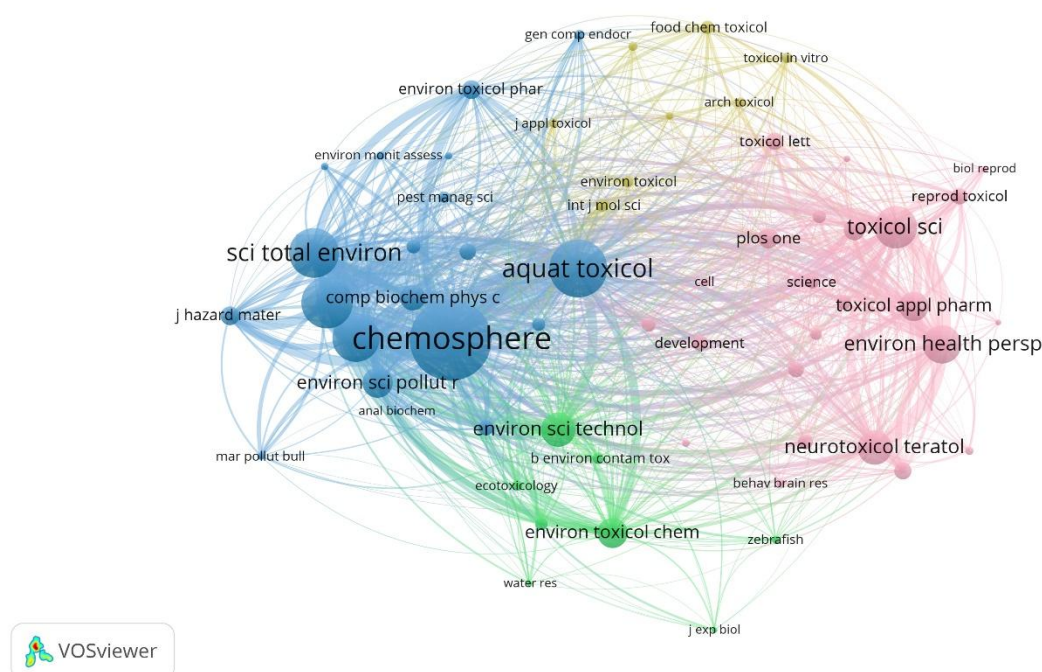 food chem toxicol
gen comp endocr
toxicol in vitro
environ toxicol phar
arch toxicol
j appl toxicol
toxicol lett
environ monit assess
biol reprod
environ toxicol
pest manag sci
reprod toxicol
int j mol sci
toxicol sci
plos one
sci total environ
aquat toxicol
cell
science
comp biochem phys c
toxicol appl pharm
j hazard mater
chemosphere
development
environ health persp
environ sci pollut r
anal biochem
environ sci technol
neurotoxicol teratol
mar pollut bull
b environ contam tox
behav brain res
ecotoxicology
environ toxicol chem
zebrafish
water res
j exp biol
VOSviewer